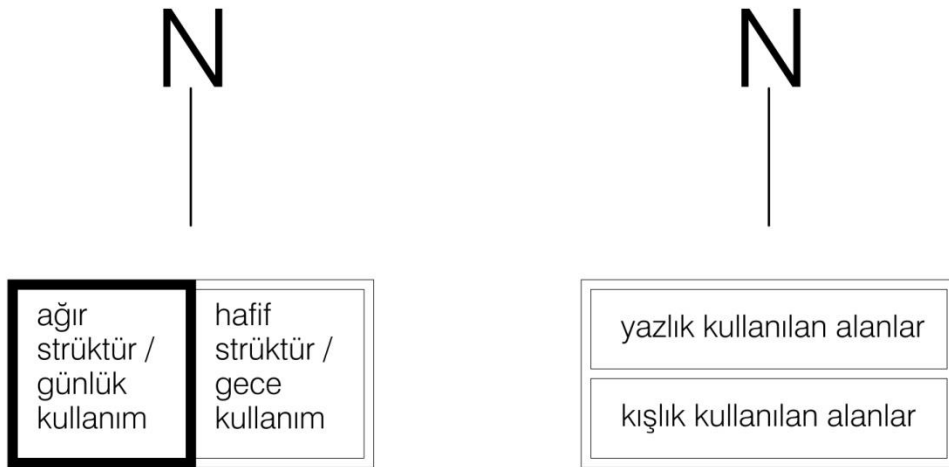 N
N
ağır
strüktür /
günlük
kullanım
hafif
strüktür /
gece
kullanım
yazlık kullanılan alanlar
kışlık kullanılan alanlar